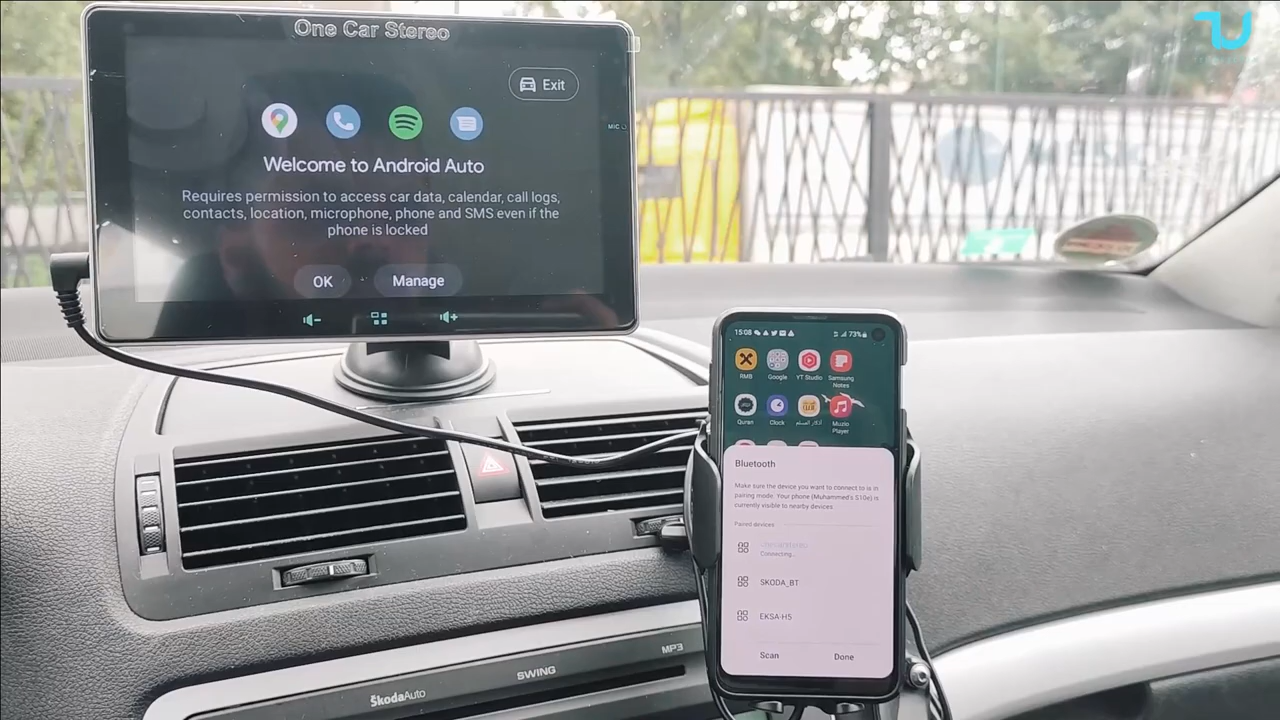 One Car Stereo
Exit
MIC
Welcome to Android Auto
Requires permission to access car data, calendar, call logs,
contacts, location, microphone, phone and SMS even if the
phone is locked
OK
Manage
15:08
73%
RMB
Google
YT Studio
Samsung
Notes
Quran
Clock
أذكار المسلم
Muzio
Player
Bluetooth
Make sure the device you want to connect to is in
pairing mode. Your phone (Muhammed's S10e) is
currently visible to nearby devices.
Paired devices
Connecting...
SKODA_BT
EKSA-H5
Scan
Done
MP3
SWING
ŠkodaAuto